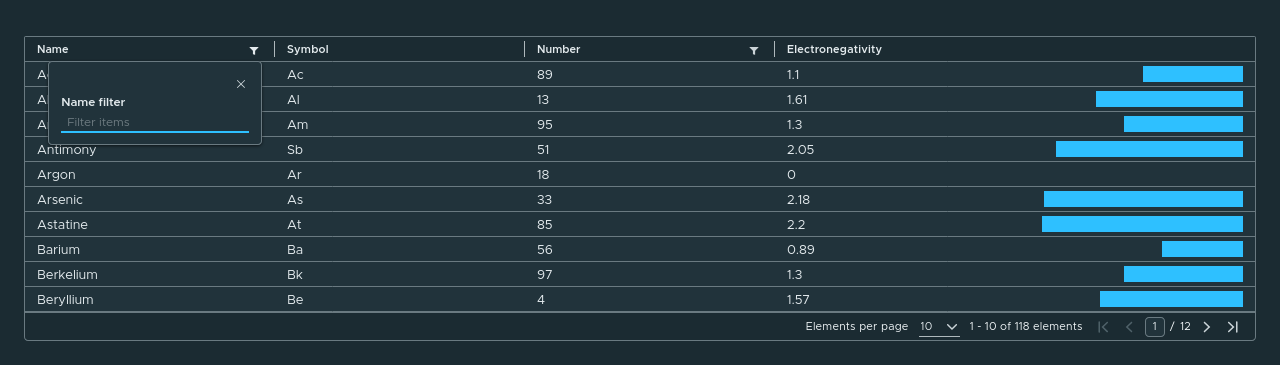 Name Symbol Number Electronegativity
Ac 89 1.1
Name filter
Filter items
Al 13 1.61
Am 95 1.3
Antimony Sb 51 2.05
Argon Ar 18 0
Arsenic As 33 2.18
Astatine At 85 2.2
Barium Ba 56 0.89
Berkelium Bk 97 1.3
Beryllium Be 4 1.57
Elements per page 10 1 - 10 of 118 elements 1 / 12